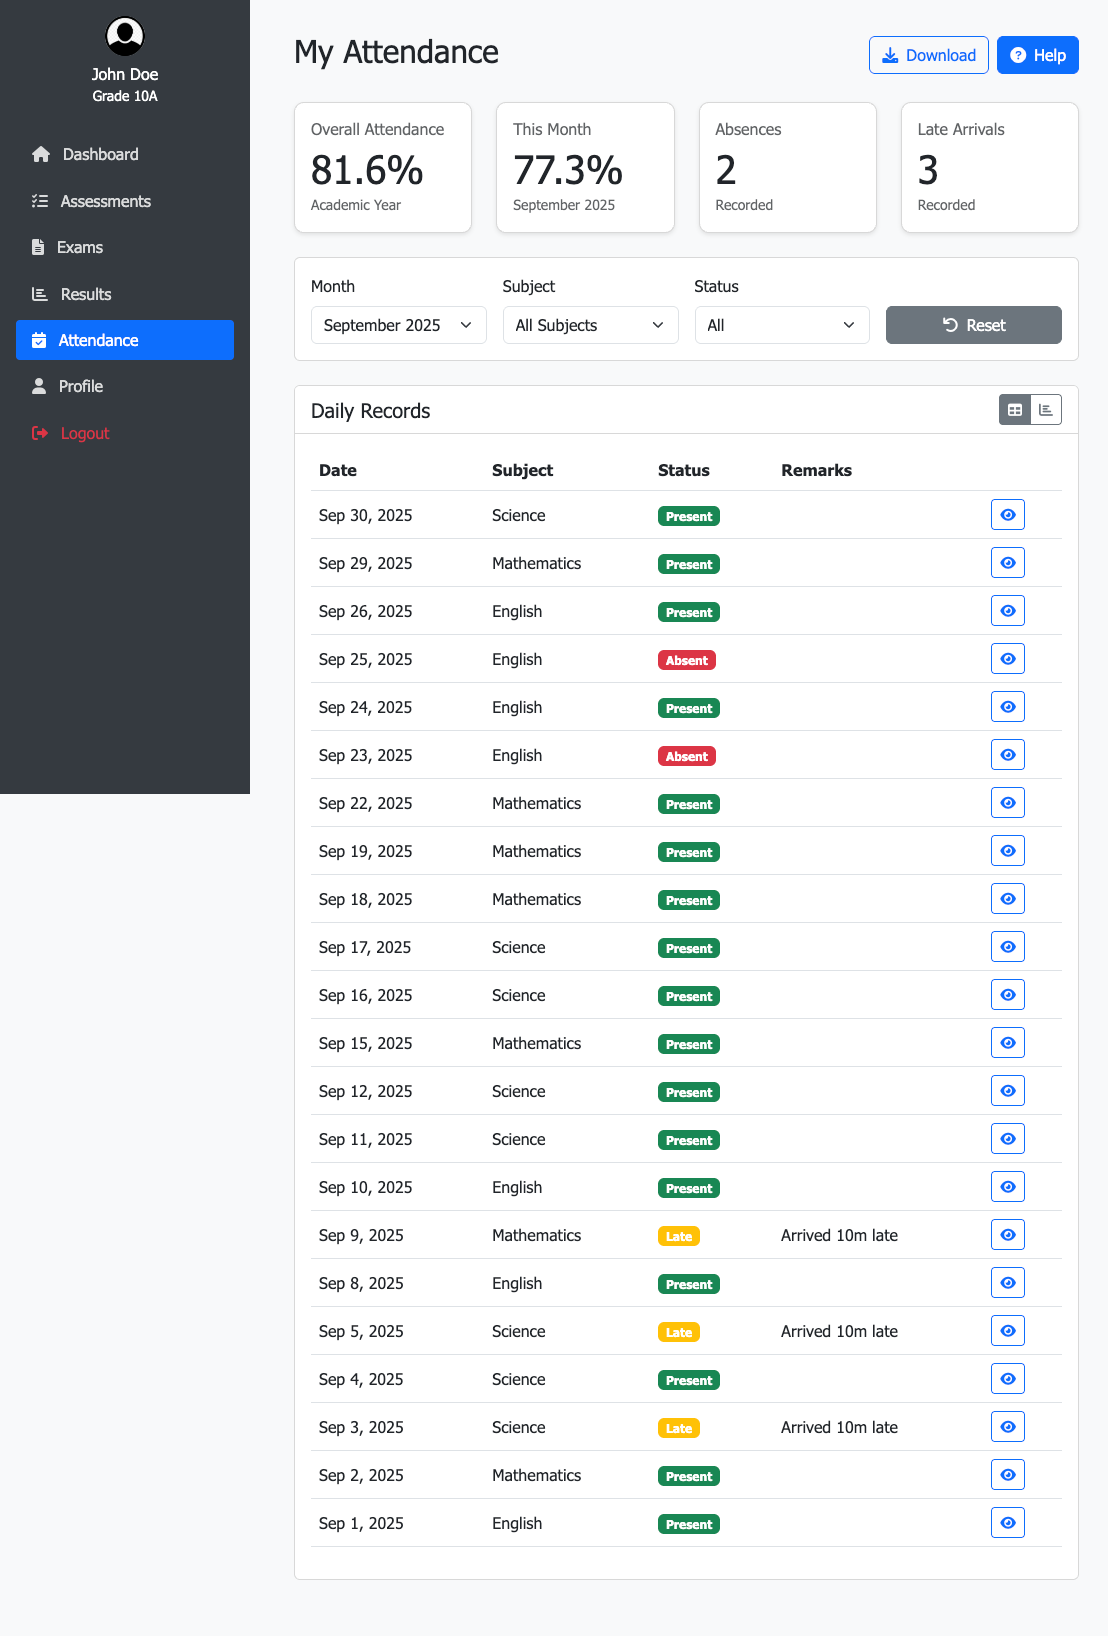 John Doe
Grade 10A
Dashboard
Assessments
Exams
Results
Attendance
Profile
Logout
My Attendance
Download
Help
Overall Attendance
81.6%
Academic Year
This Month
77.3%
September 2025
Absences
2
Recorded
Late Arrivals
3
Recorded
Month
September 2025
Subject
All Subjects
Status
All
Reset
Daily Records
Date Subject Status Remarks
Sep 30, 2025 Science Present
Sep 29, 2025 Mathematics Present
Sep 26, 2025 English Present
Sep 25, 2025 English Absent
Sep 24, 2025 English Present
Sep 23, 2025 English Absent
Sep 22, 2025 Mathematics Present
Sep 19, 2025 Mathematics Present
Sep 18, 2025 Mathematics Present
Sep 17, 2025 Science Present
Sep 16, 2025 Science Present
Sep 15, 2025 Mathematics Present
Sep 12, 2025 Science Present
Sep 11, 2025 Science Present
Sep 10, 2025 English Present
Sep 9, 2025 Mathematics Late Arrived 10m late
Sep 8, 2025 English Present
Sep 5, 2025 Science Late Arrived 10m late
Sep 4, 2025 Science Present
Sep 3, 2025 Science Late Arrived 10m late
Sep 2, 2025 Mathematics Present
Sep 1, 2025 English Present